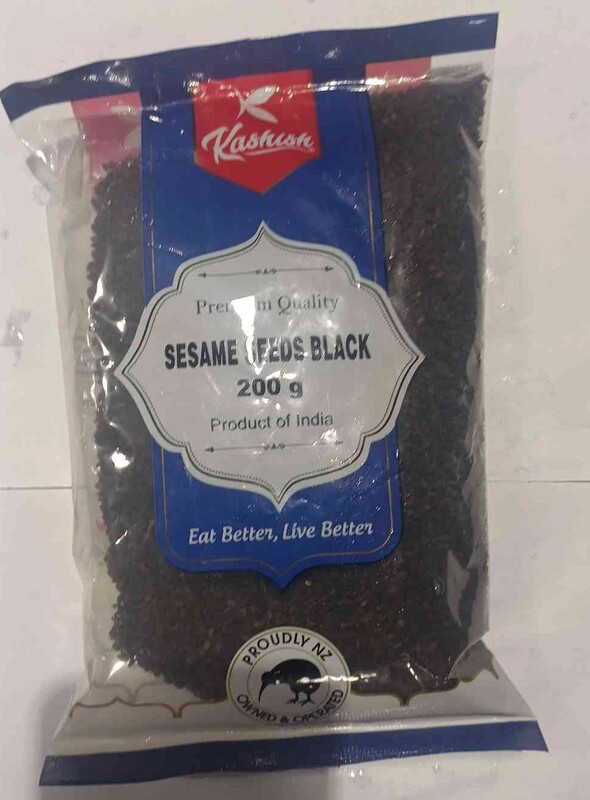 Kashish
Premium Quality
SESAME SEEDS BLACK
200 g
Product of India
Eat Better, Live Better
PROUDLY NZ
OWNED & OPERATED